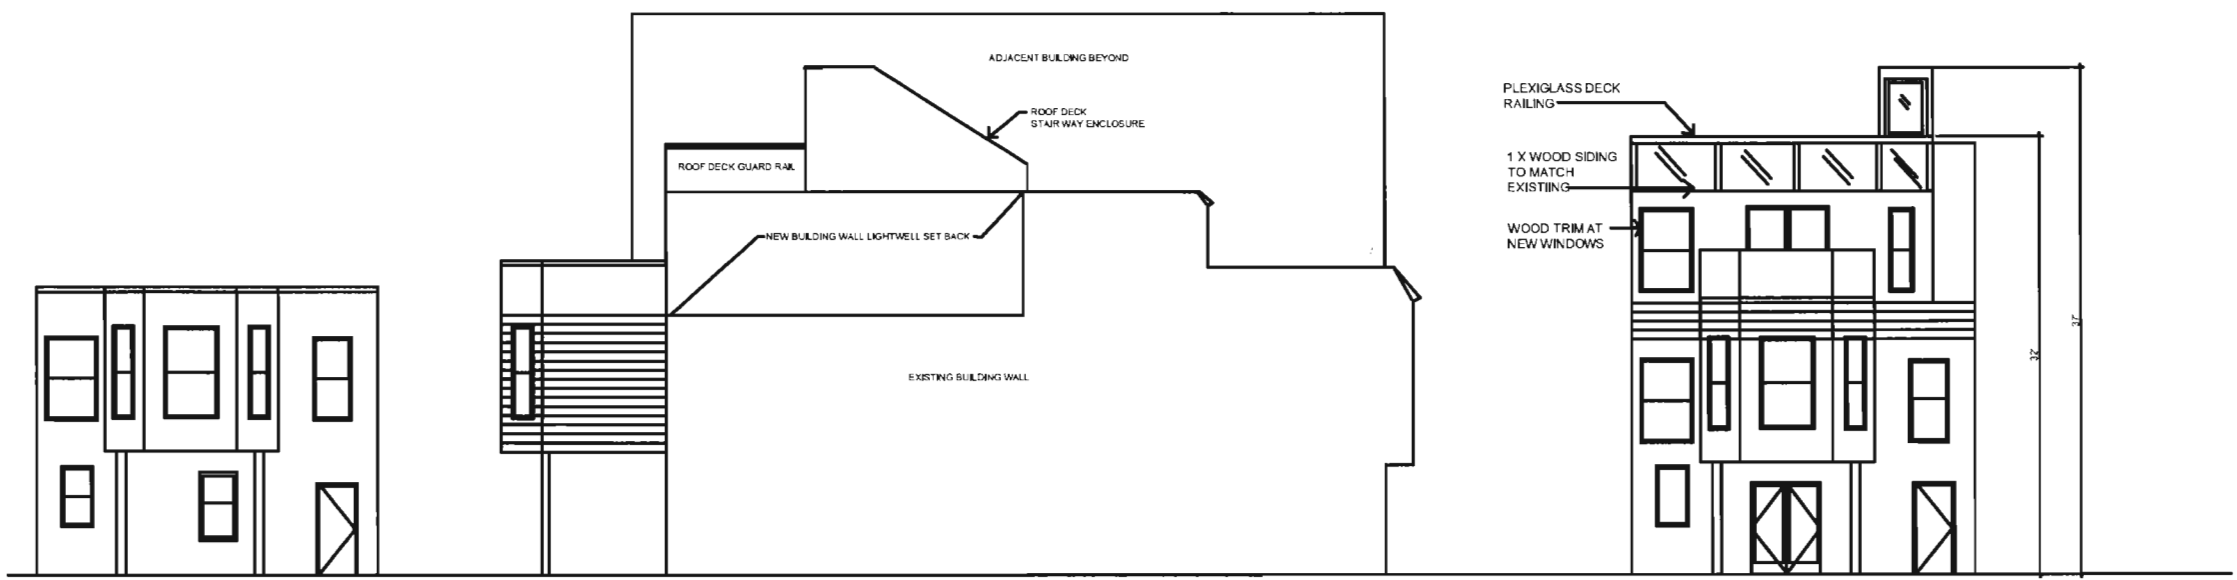 ADJACENT BUILDING BEYOND
ROOF DECK
STAIR WAY ENCLOSURE
ROOF DECK GUARD RAIL
NEW BUILDING WALL LIGHTWELL SET BACK
EXISTING BUILDING WALL
PLEXIGLASS DECK
RAILING
1 X WOOD SIDING
TO MATCH
EXISTIING
WOOD TRIM AT
NEW WINDOWS
32'
37'